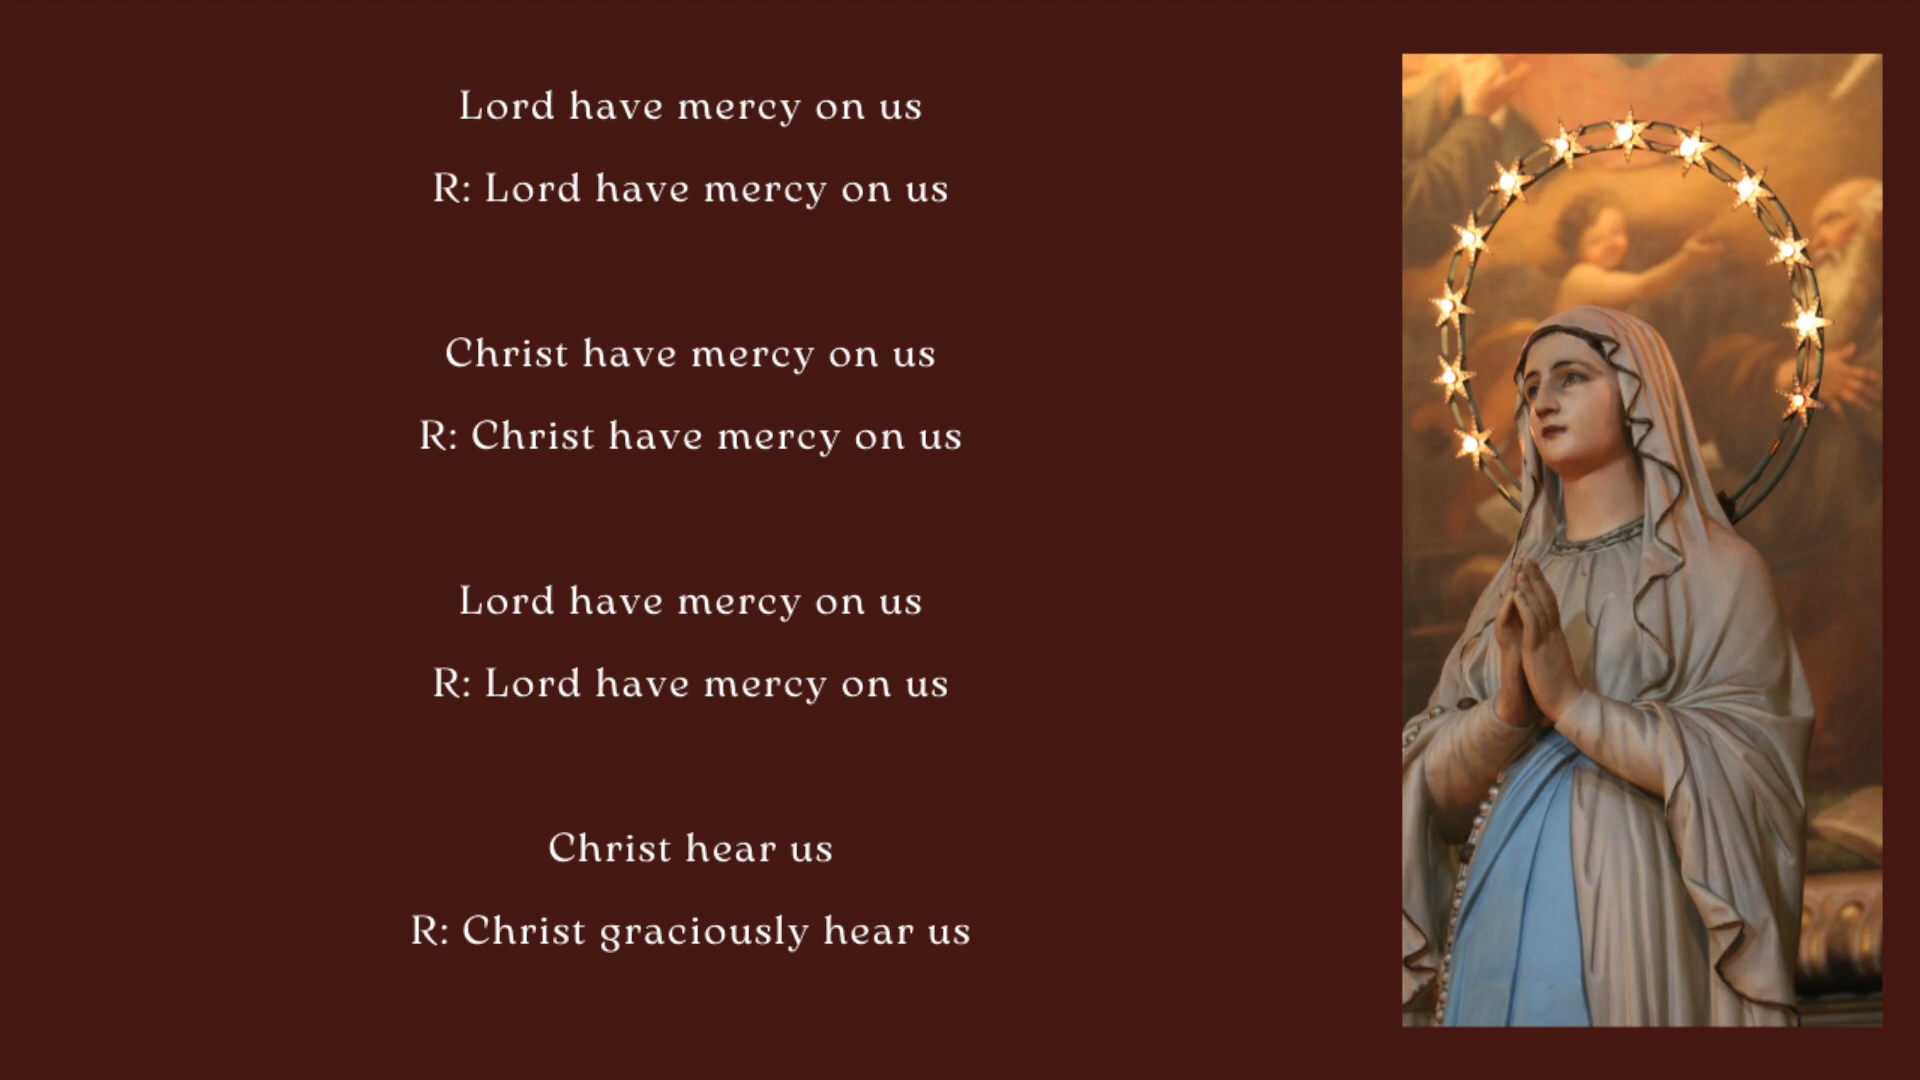 Lord have mercy on us
R: Lord have mercy on us
Christ have mercy on us
R: Christ have mercy on us
Lord have mercy on us
R: Lord have mercy on us
Christ hear us
R: Christ graciously hear us